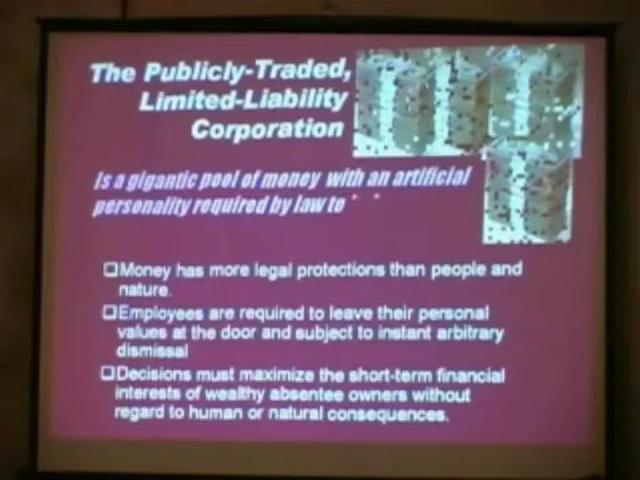 The Publicly-Traded,
Limited-Liability
Corporation
Is a gigantic pool of money with an artificial
personality required by law to
❑Money has more legal protections than people and
nature.
❑Employees are required to leave their personal
values at the door and subject to instant arbitrary
dismissal
❑Decisions must maximize the short-term financial
interests of wealthy absentee owners without
regard to human or natural consequences.